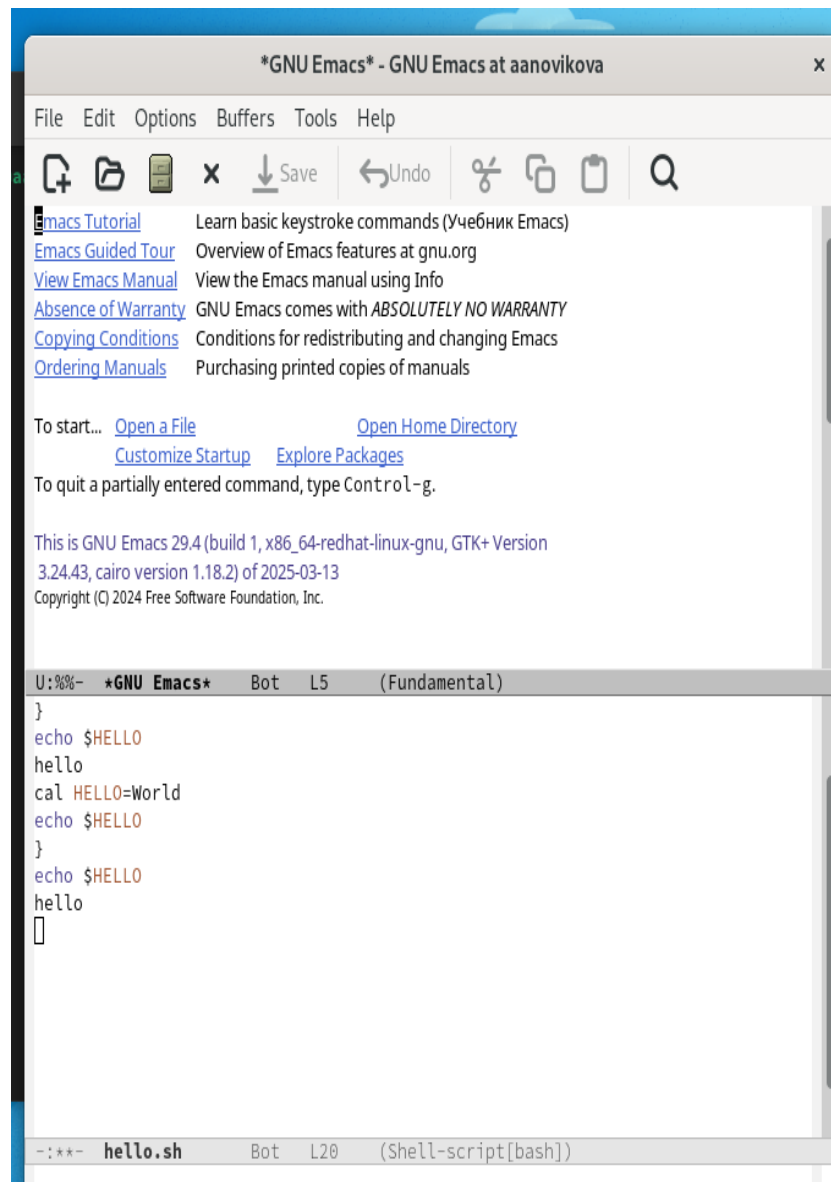 *GNU Emacs* - GNU Emacs at aanovikova ×
File Edit Options Buffers Tools Help
Save Undo
Emacs Tutorial Learn basic keystroke commands (Учебник Emacs)
Emacs Guided Tour Overview of Emacs features at gnu.org
View Emacs Manual View the Emacs manual using Info
Absence of Warranty GNU Emacs comes with ABSOLUTELY NO WARRANTY
Copying Conditions Conditions for redistributing and changing Emacs
Ordering Manuals Purchasing printed copies of manuals
To start... Open a File Open Home Directory
Customize Startup Explore Packages
To quit a partially entered command, type Control-g.
This is GNU Emacs 29.4 (build 1, x86_64-redhat-linux-gnu, GTK+ Version
3.24.43, cairo version 1.18.2) of 2025-03-13
Copyright (C) 2024 Free Software Foundation, Inc.
U:%%- *GNU Emacs* Bot L5 (Fundamental)
}
echo $HELLO
hello
cal HELLO=World
echo $HELLO
}
echo $HELLO
hello
-:**- hello.sh Bot L20 (Shell-script[bash])